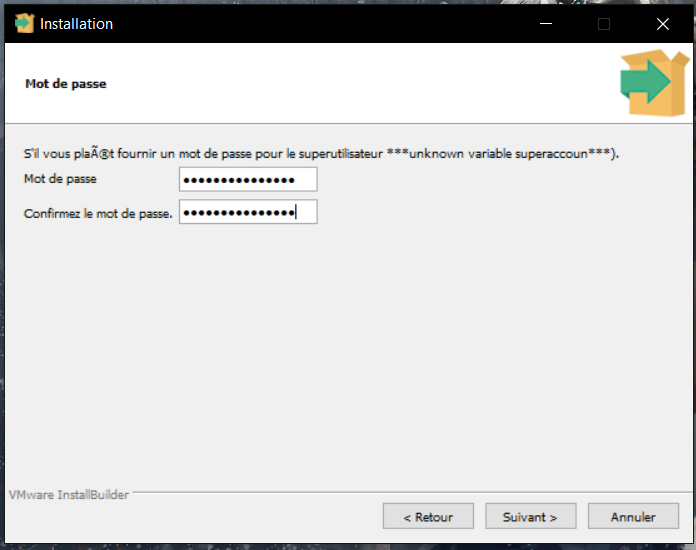 Installation
Mot de passe
S'il vous plaÃ®t fournir un mot de passe pour le superutilisateur ***unknown variable superaccoun***).
Mot de passe
●●●●●●●●●●●●●●●
Confirmez le mot de passe.
●●●●●●●●●●●●●●●
VMware InstallBuilder
< Retour
Suivant >
Annuler